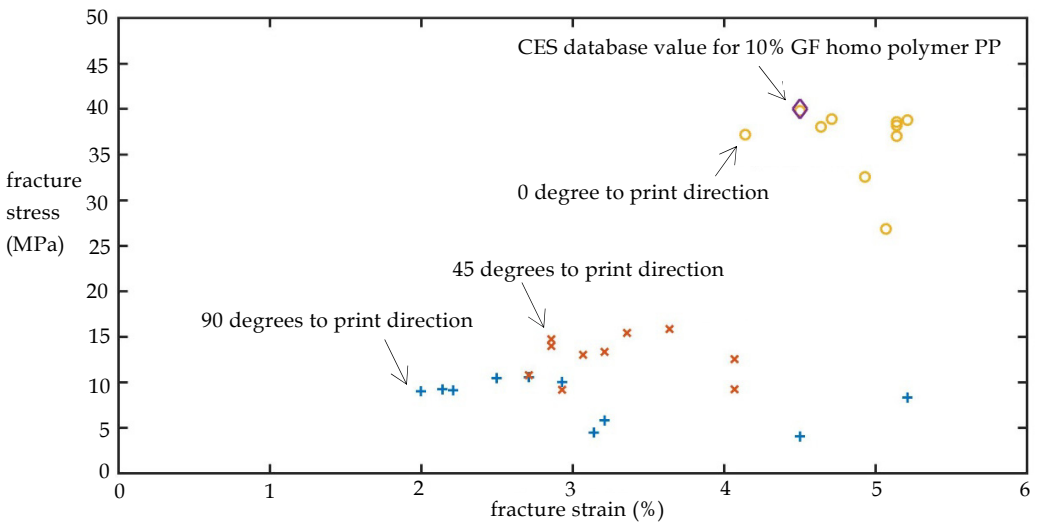 50
45
40
35
30
25
20
15
10
5
0
fracture
stress
(MPa)
CES database value for 10% GF homo polymer PP
0 degree to print direction
45 degrees to print direction
90 degrees to print direction
0 1 2 3 4 5 6
fracture strain (%)